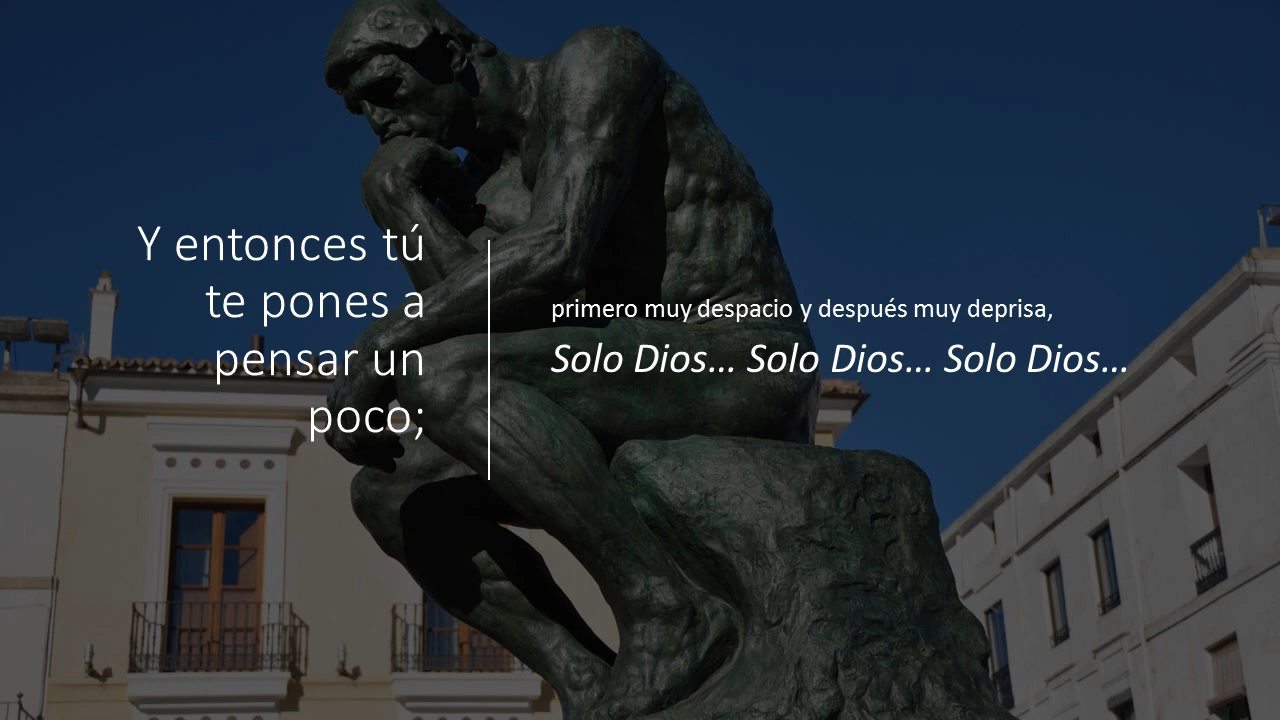 Y entonces tú
te pones a
pensar un
poco;
primero muy despacio y después muy deprisa,
Solo Dios... Solo Dios... Solo Dios...